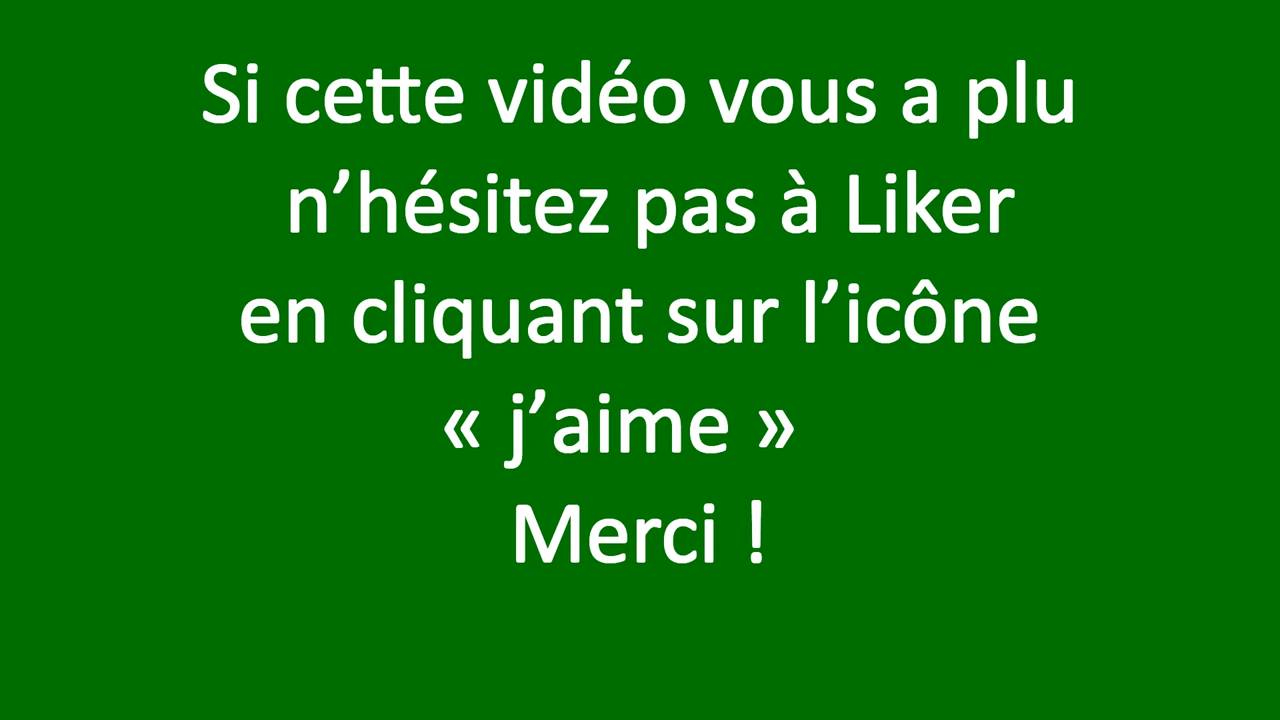 Si cette vidéo vous a plu
n’hésitez pas à Liker
en cliquant sur l’icône
« j’aime »
Merci !